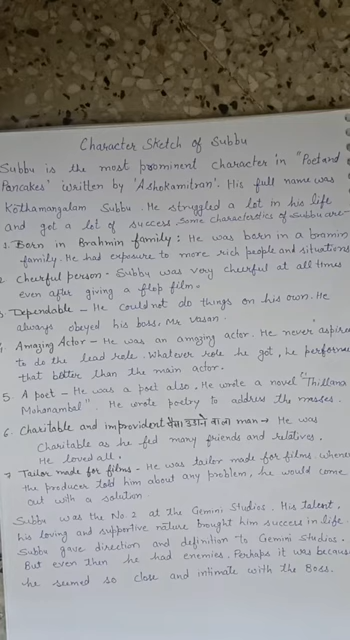 Character Sketch of Subbu
Subbu is the most prominent character in "Poet and
Pancakes" written by 'Ashokamitran'. His full name was
Kothamangalam Subbu. He struggled a lot in his life
and got a lot of success. Some characteristics of Subbu are-
1. Born in Brahmin family: He was born in a bramin
family. He had exposure to more rich people and situations
2. Cheerful person - Subbu was very cheerful at all times
even after giving a flop film.
3 Dependable - He could not do things on his own. He
always obeyed his boss, Mr Vasan.
4. Amazing Actor - He was an amazing actor. He never aspire
to do the lead role. Whatever role he got, he performe
that better than the main actor.
5. A poet - He was a poet also. He wrote a novel "Thillana
Mohanambal". He wrote poetry to address the masses.
6. Charitable and improvident पैसा उड़ाने वाला man → He was
Charitable as he fed many friends and relatives.
He loved all.
7 Tailor made for films - He was tailor made for films. whene
the producer told him about any problem, he would come
out with a solution.
Subbu was the No. 2 at the Gemini Studios. His talent,
his loving and supportive nature brought him success in life.
Subbu gave direction and definition to Gemini Studios.
But even then he had enemies. Perhaps it was becaus
he seemed so close and intimate with the Boss.